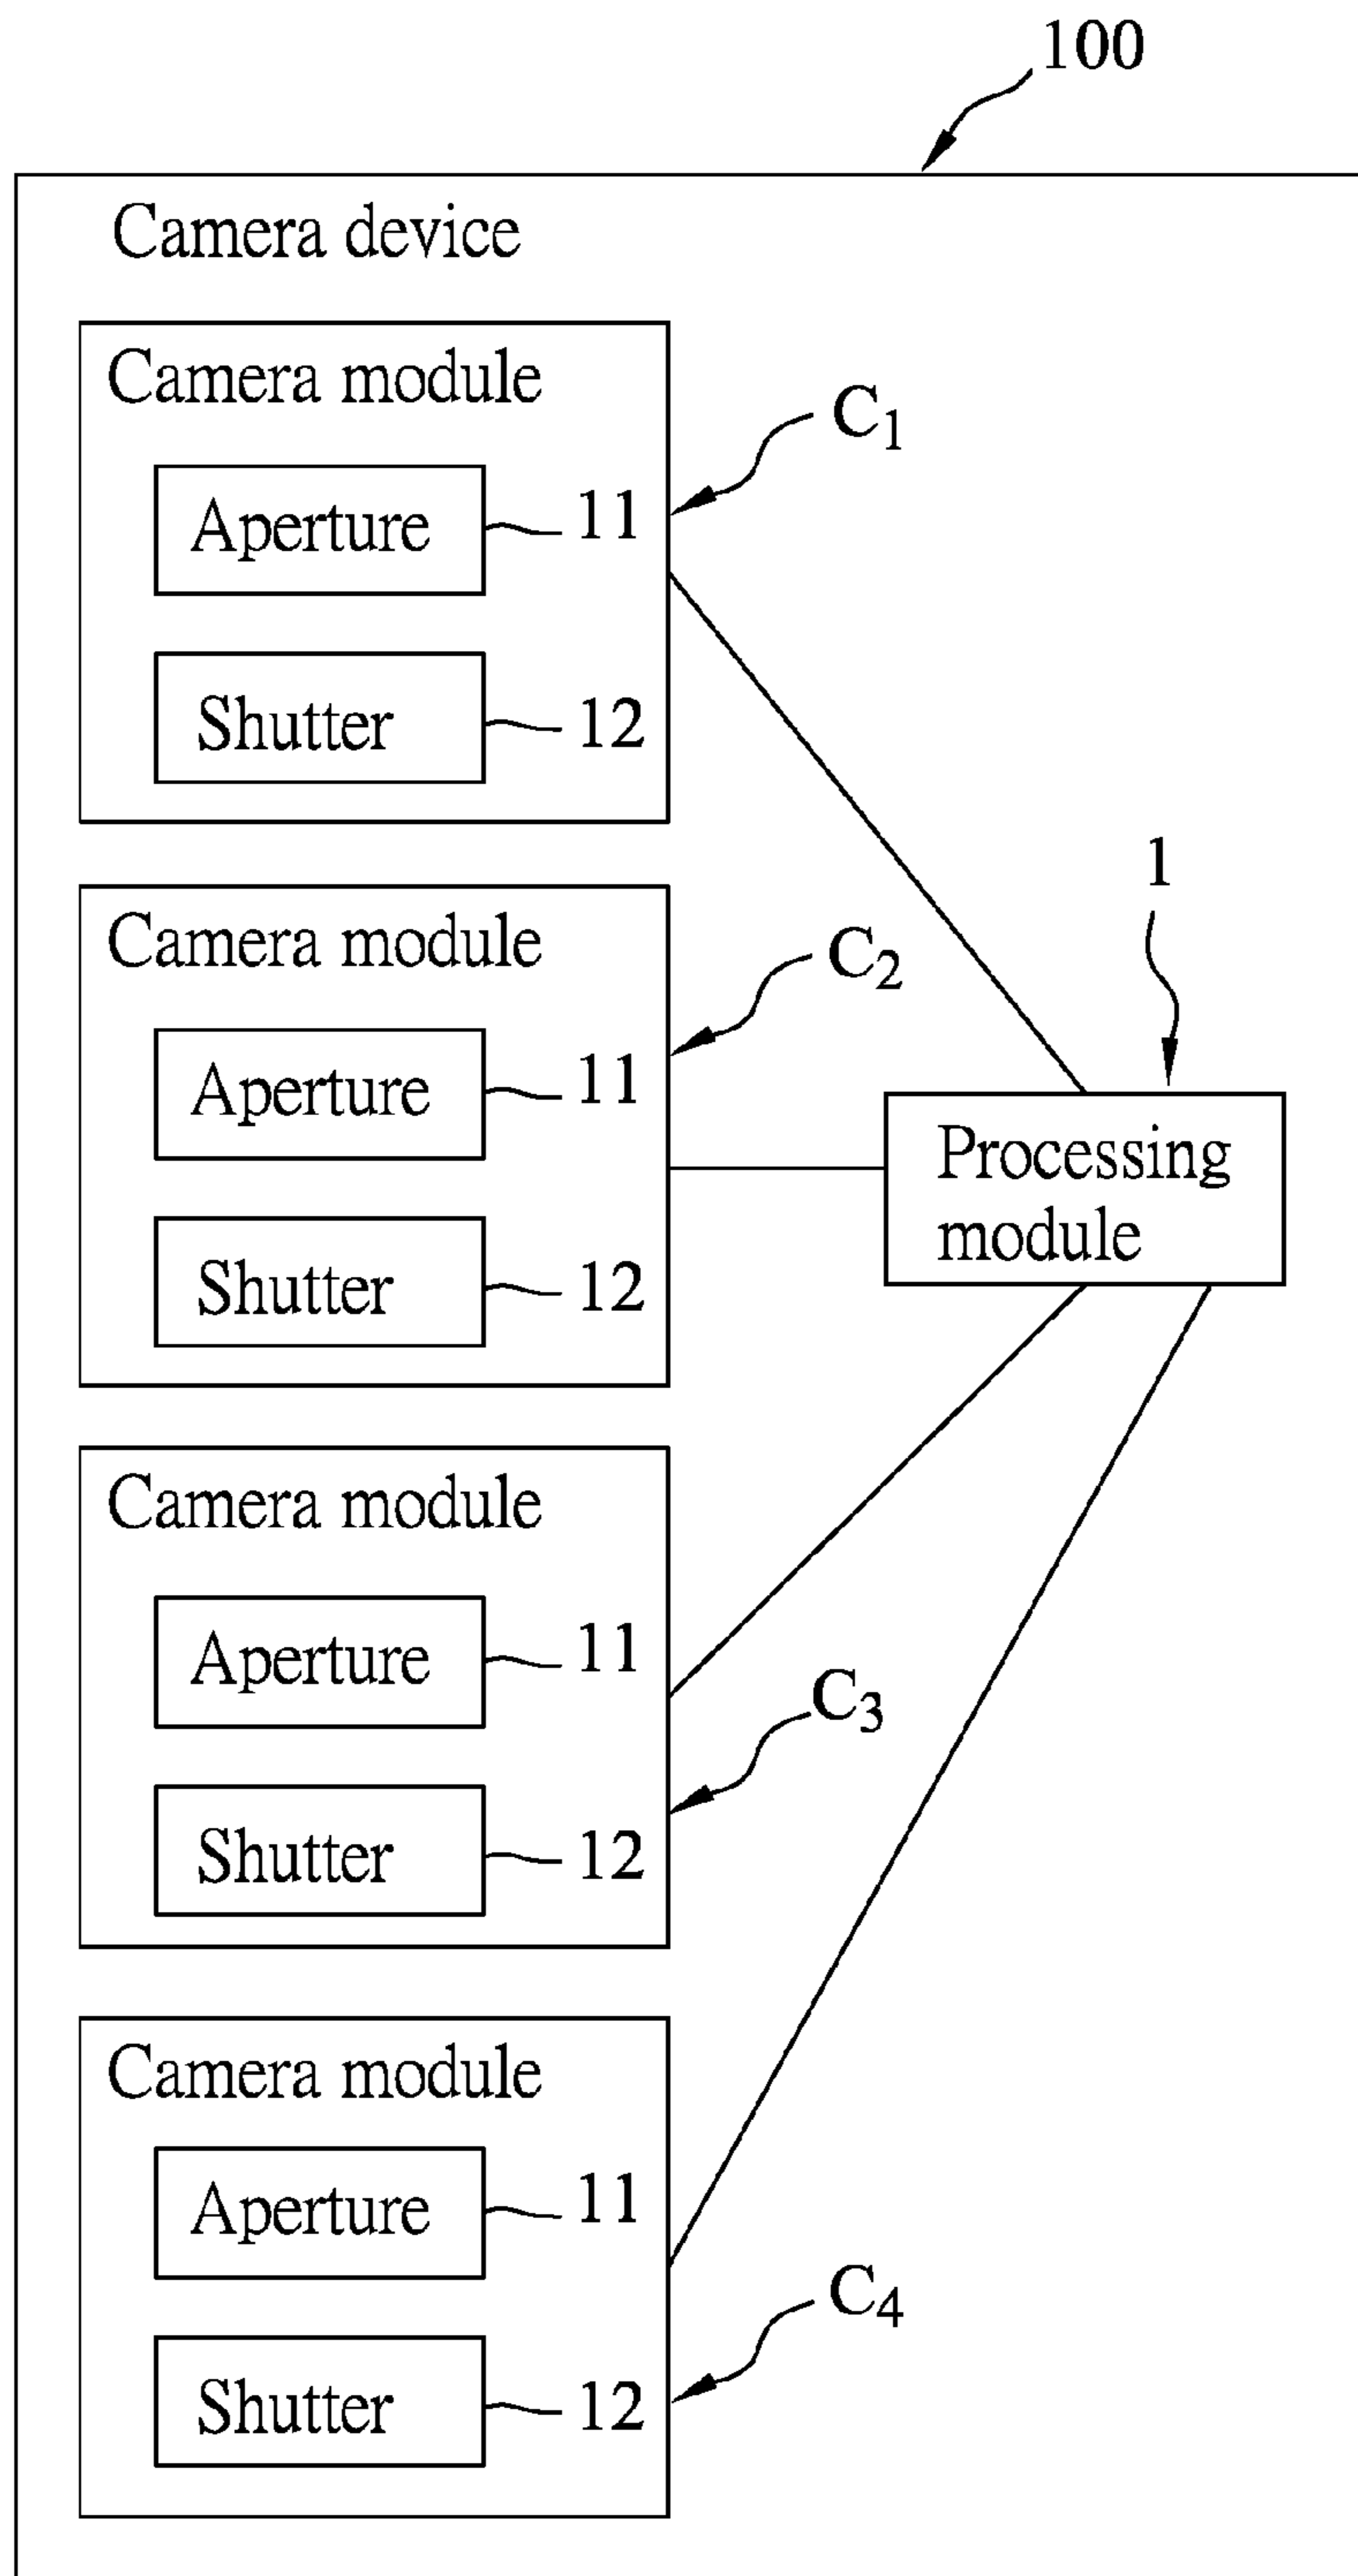 100
Camera device
Camera module
C1
Aperture
11
Shutter
12
Camera module
C2
Aperture
11
Shutter
12
1
Processing
module
Camera module
Aperture
11
C3
Shutter
12
Camera module
Aperture
11
C4
Shutter
12